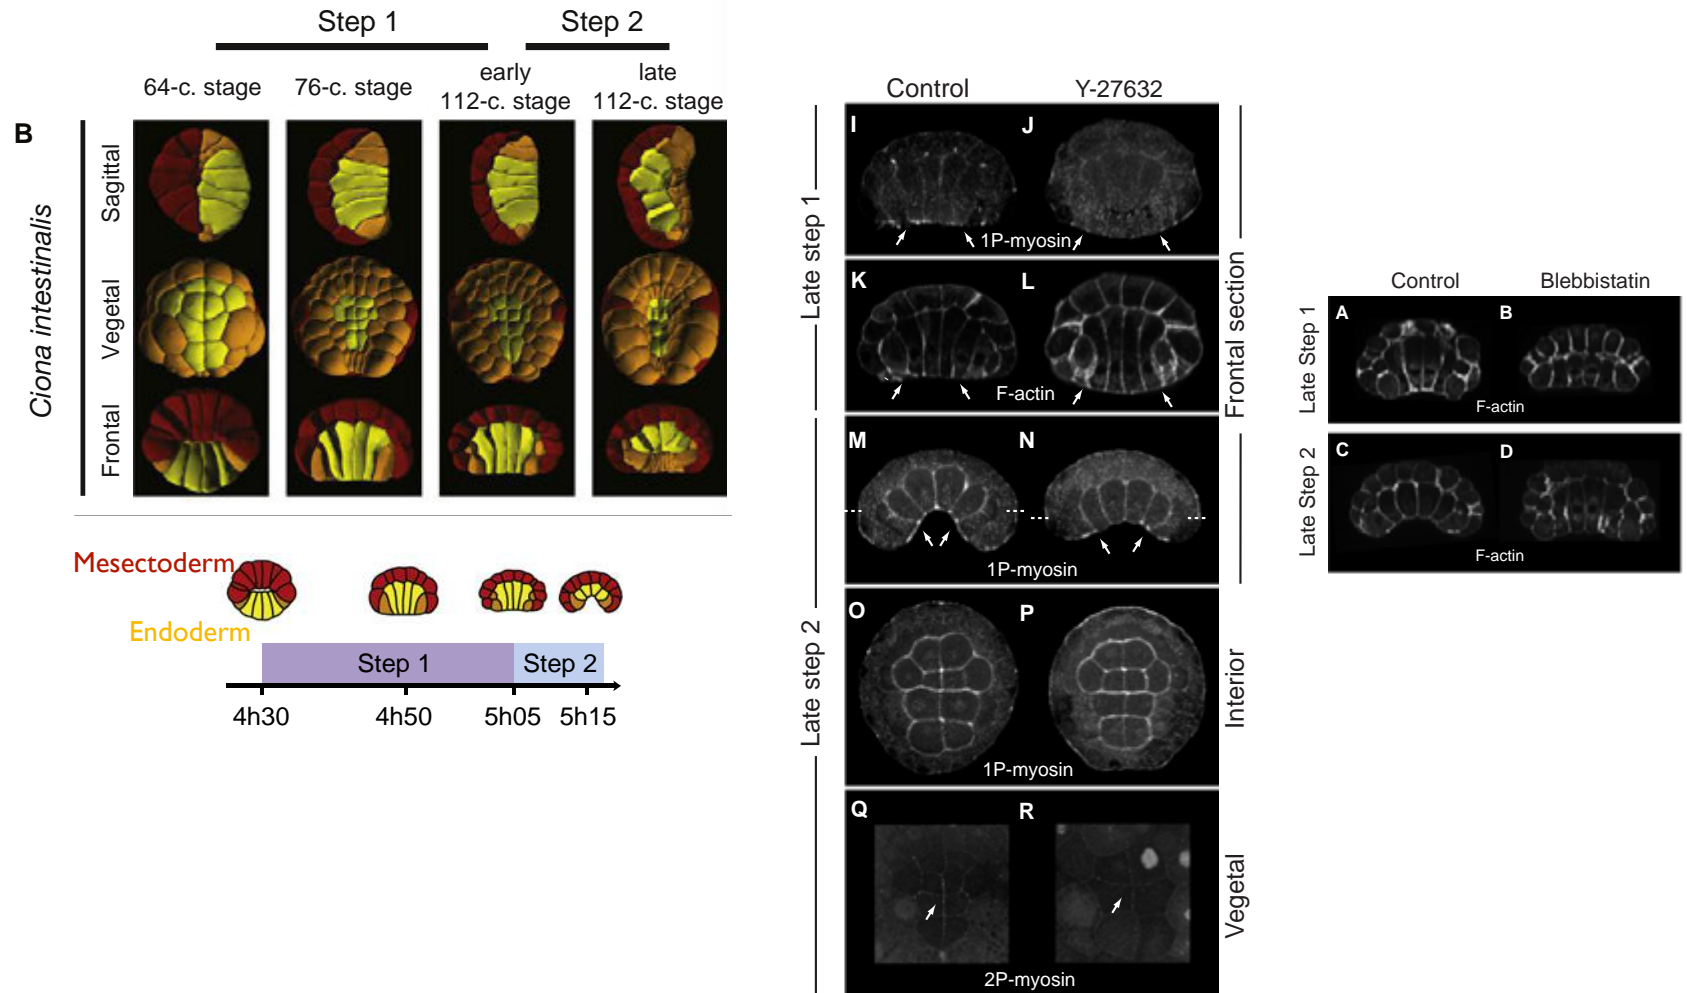 Step 1
Step 2
64-c. stage
76-c. stage
early
112-c. stage
late
112-c. stage
B
Ciona intestinalis
Sagittal
Vegetal
Frontal
Mesectoderm
Endoderm
Step 1
Step 2
4h30
4h50
5h05
5h15
Control
Y-27632
Late step 1
Late step 2
I
J
1P-myosin
K
L
F-actin
M
N
1P-myosin
O
P
1P-myosin
Q
R
2P-myosin
Frontal section
Interior
Vegetal
Control
Blebbistatin
Late Step 1
A
B
F-actin
Late Step 2
C
D
F-actin